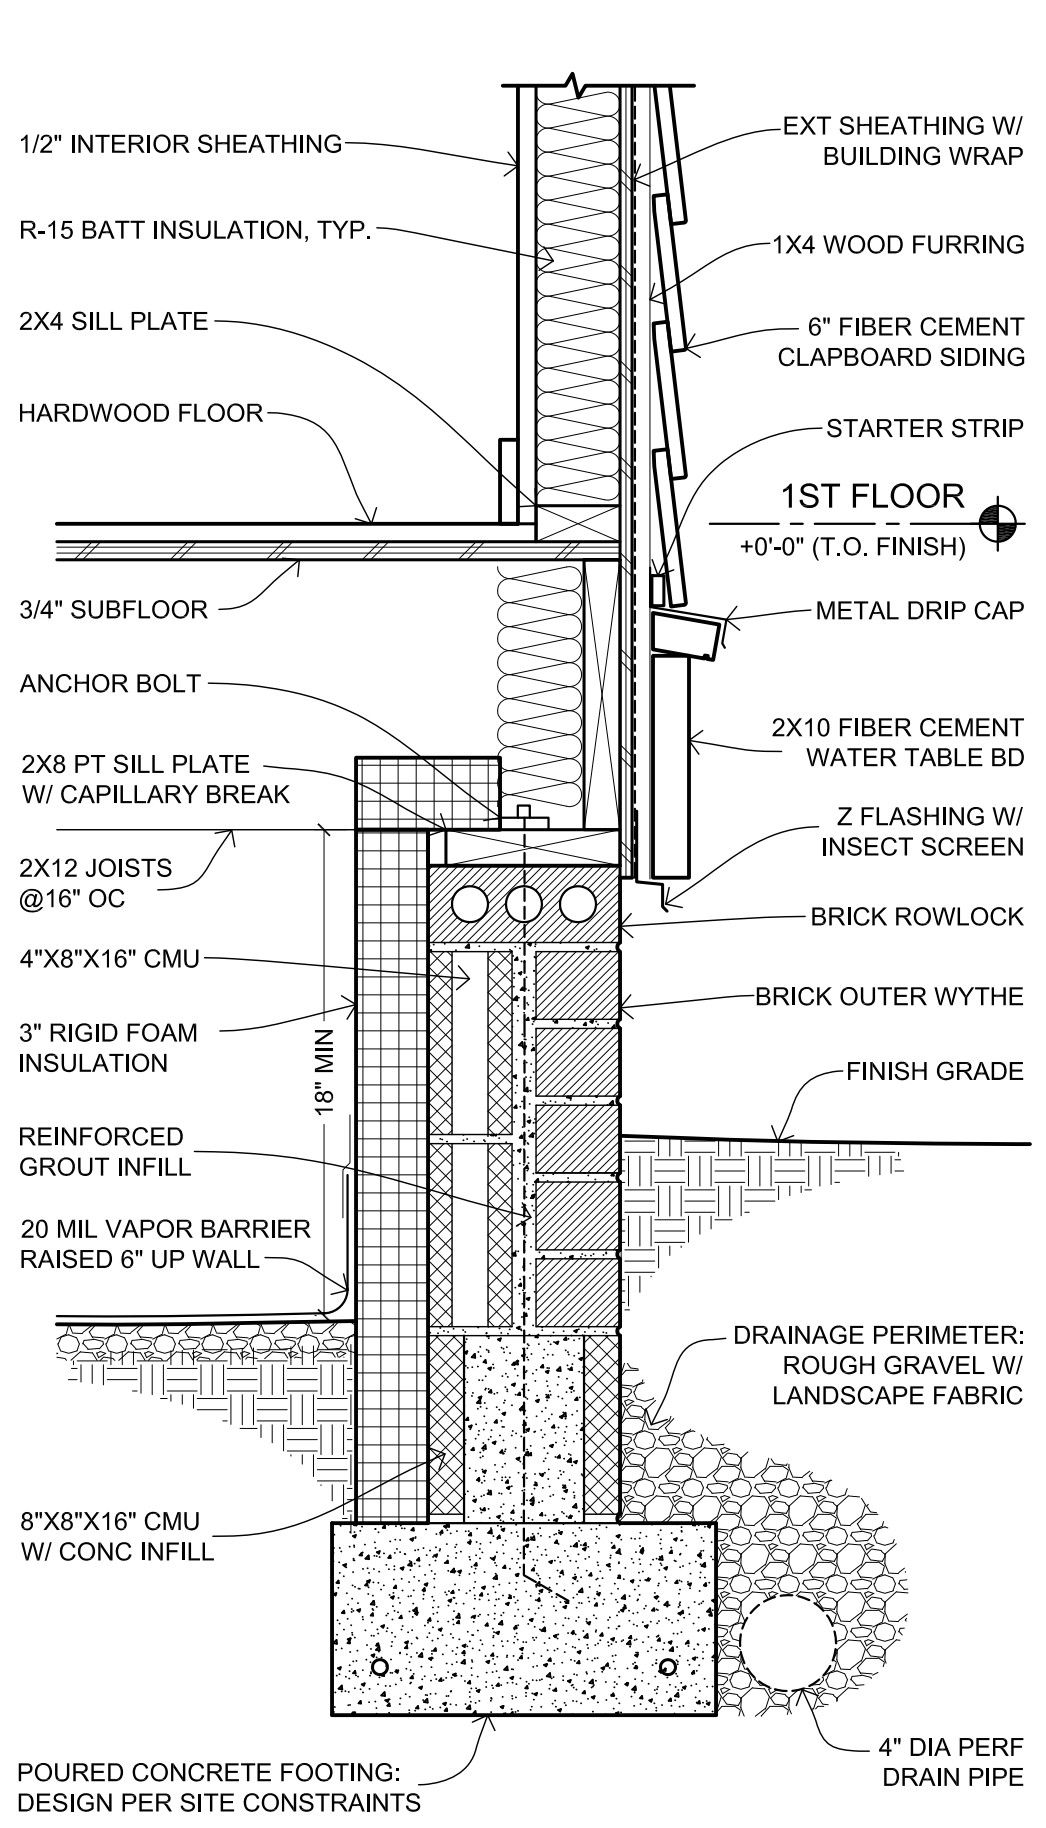 1/2" INTERIOR SHEATHING
R-15 BATT INSULATION, TYP.
2X4 SILL PLATE
HARDWOOD FLOOR
3/4" SUBFLOOR
ANCHOR BOLT
2X8 PT SILL PLATE
W/ CAPILLARY BREAK
2X12 JOISTS
@16" OC
4"X8"X16" CMU
3" RIGID FOAM
INSULATION
18" MIN
REINFORCED
GROUT INFILL
20 MIL VAPOR BARRIER
RAISED 6" UP WALL
8"X8"X16" CMU
W/ CONC INFILL
POURED CONCRETE FOOTING:
DESIGN PER SITE CONSTRAINTS
EXT SHEATHING W/
BUILDING WRAP
1X4 WOOD FURRING
6" FIBER CEMENT
CLAPBOARD SIDING
STARTER STRIP
1ST FLOOR
+0'-0" (T.O. FINISH)
METAL DRIP CAP
2X10 FIBER CEMENT
WATER TABLE BD
Z FLASHING W/
INSECT SCREEN
BRICK ROWLOCK
BRICK OUTER WYTHE
FINISH GRADE
DRAINAGE PERIMETER:
ROUGH GRAVEL W/
LANDSCAPE FABRIC
4" DIA PERF
DRAIN PIPE